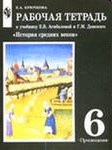 Е.А. КРЮЧКОВА
РАБОЧАЯ ТЕТРАДЬ
к учебнику Е.В. Агибаловой и Г.М. Донского
«История средних веков»
6
Просвещение